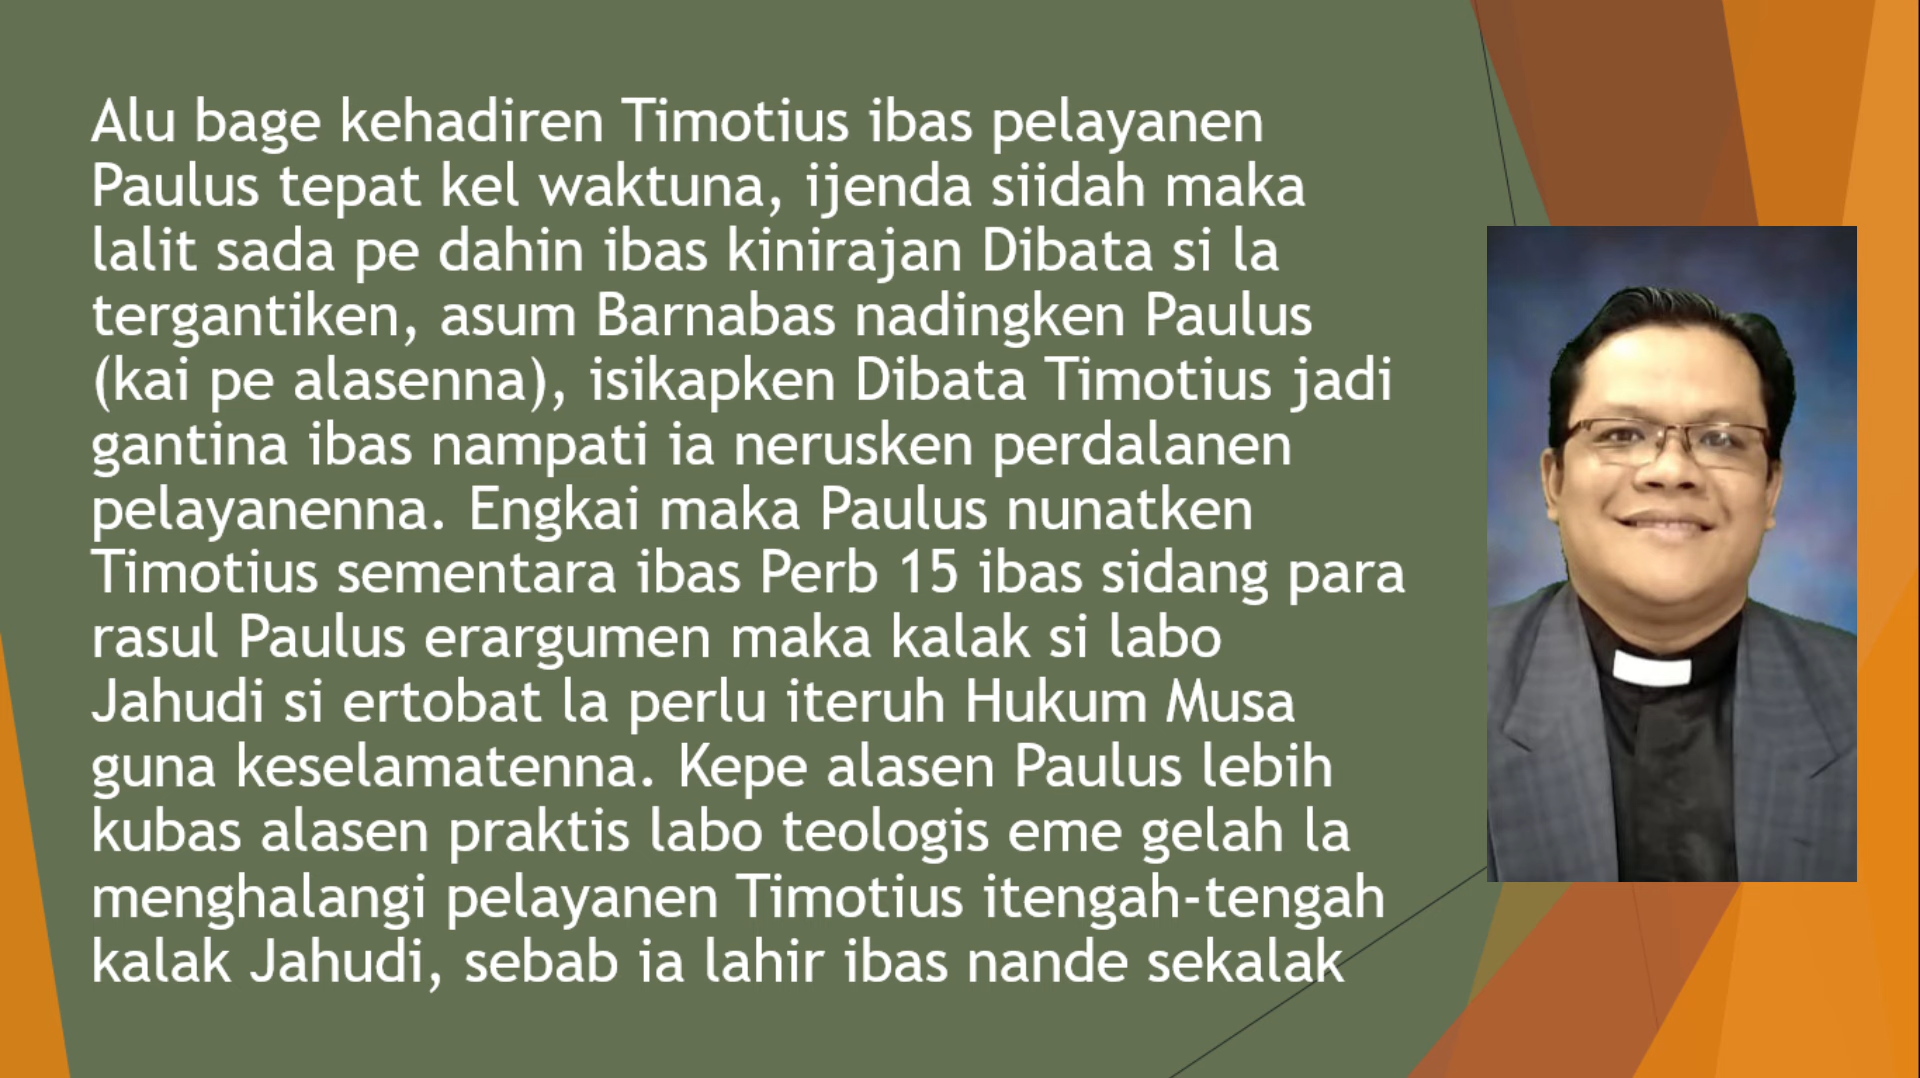 Alu bage kehadiren Timotius ibas pelayanen
Paulus tepat kel waktuna, ijenda siidah maka
lalit sada pe dahin ibas kinirajan Dibata si la
tergantiken, asum Barnabas nadingken Paulus
(kai pe alasenna), isikapken Dibata Timotius jadi
gantina ibas nampati ia nerusken perdalanen
pelayanenna. Engkai maka Paulus nunatken
Timotius sementara ibas Perb 15 ibas sidang para
rasul Paulus erargumen maka kalak si labo
Jahudi si ertobat la perlu iteruh Hukum Musa
guna keselamatenna. Kepe alasen Paulus lebih
kubas alasen praktis labo teologis eme gelah la
menghalangi pelayanen Timotius itengah-tengah
kalak Jahudi, sebab ia lahir ibas nande sekalak